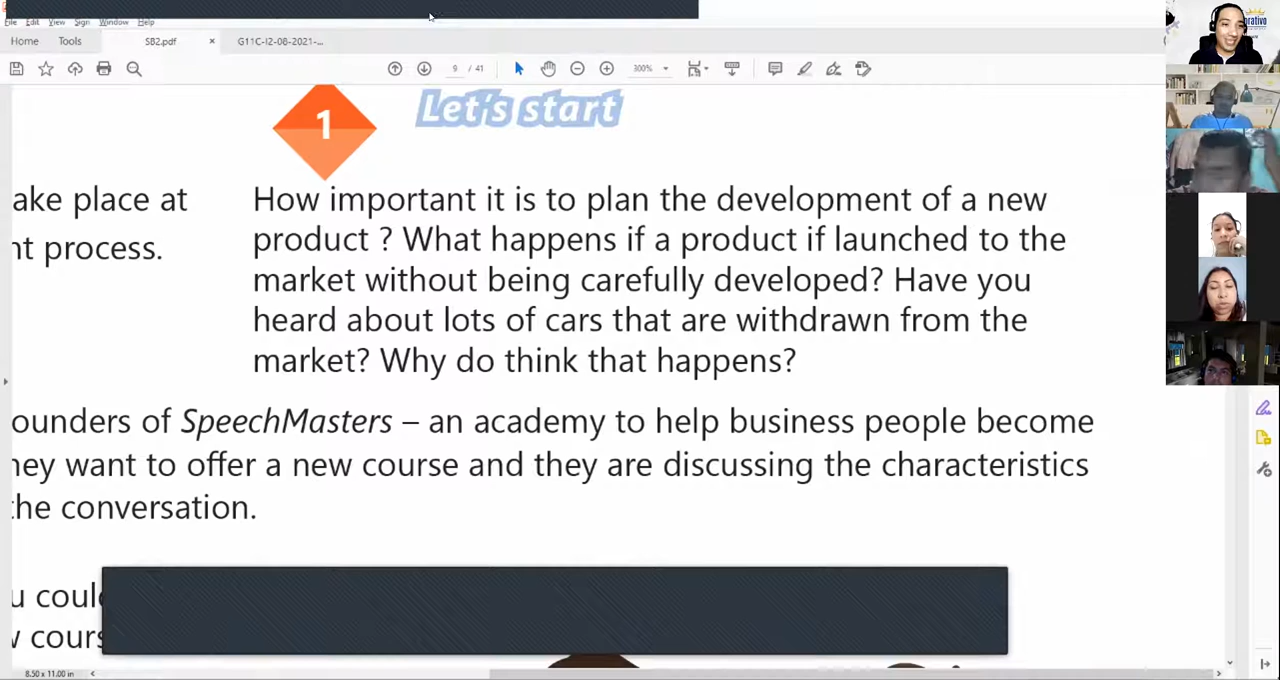 File Edit View Sign Window Help
Home Tools SB2.pdf × G11C-I2-08-2021-...
9 / 41 300%
1
Let's start
ake place at
nt process.
How important it is to plan the development of a new
product ? What happens if a product if launched to the
market without being carefully developed? Have you
heard about lots of cars that are withdrawn from the
market? Why do think that happens?
ounders of SpeechMasters – an academy to help business people become
hey want to offer a new course and they are discussing the characteristics
the conversation.
u could
w cours
8.50 x 11.00 in